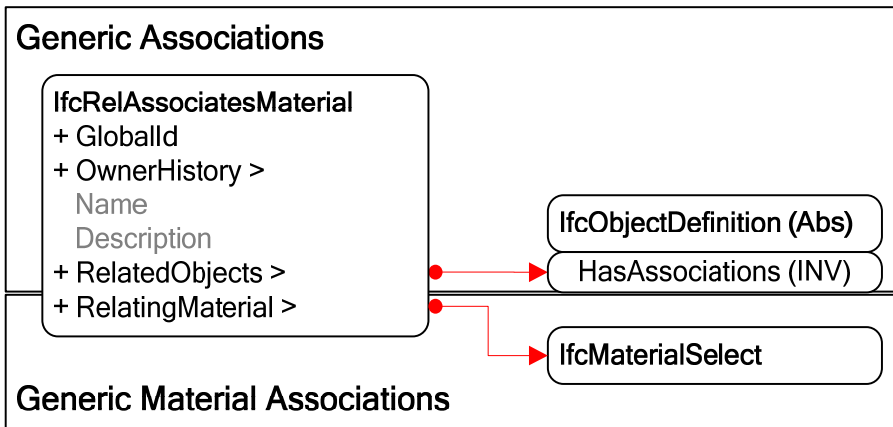 Generic Associations
IfcRelAssociatesMaterial
+ GlobalId
+ OwnerHistory >
Name
Description
+ RelatedObjects >
+ RelatingMaterial >
IfcObjectDefinition (Abs)
HasAssociations (INV)
IfcMaterialSelect
Generic Material Associations